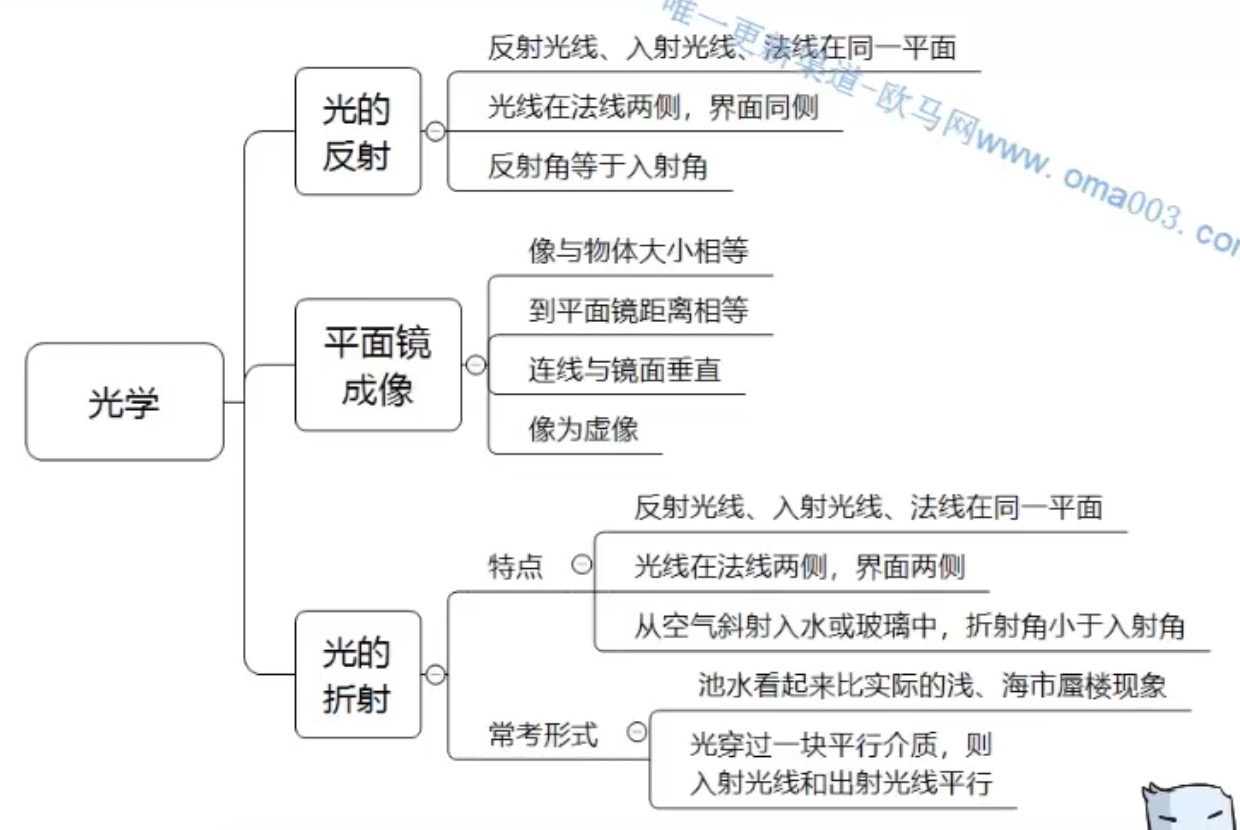 唯一更新渠道-欧马网www.oma003.com
反射光线、入射光线、法线在同一平面
光的
反射
光线在法线两侧，界面同侧
反射角等于入射角
像与物体大小相等
平面镜
成像
到平面镜距离相等
连线与镜面垂直
像为虚像
光学
反射光线、入射光线、法线在同一平面
特点
光线在法线两侧，界面两侧
从空气斜射入水或玻璃中，折射角小于入射角
光的
折射
池水看起来比实际的浅、海市蜃楼现象
常考形式
光穿过一块平行介质，则
入射光线和出射光线平行